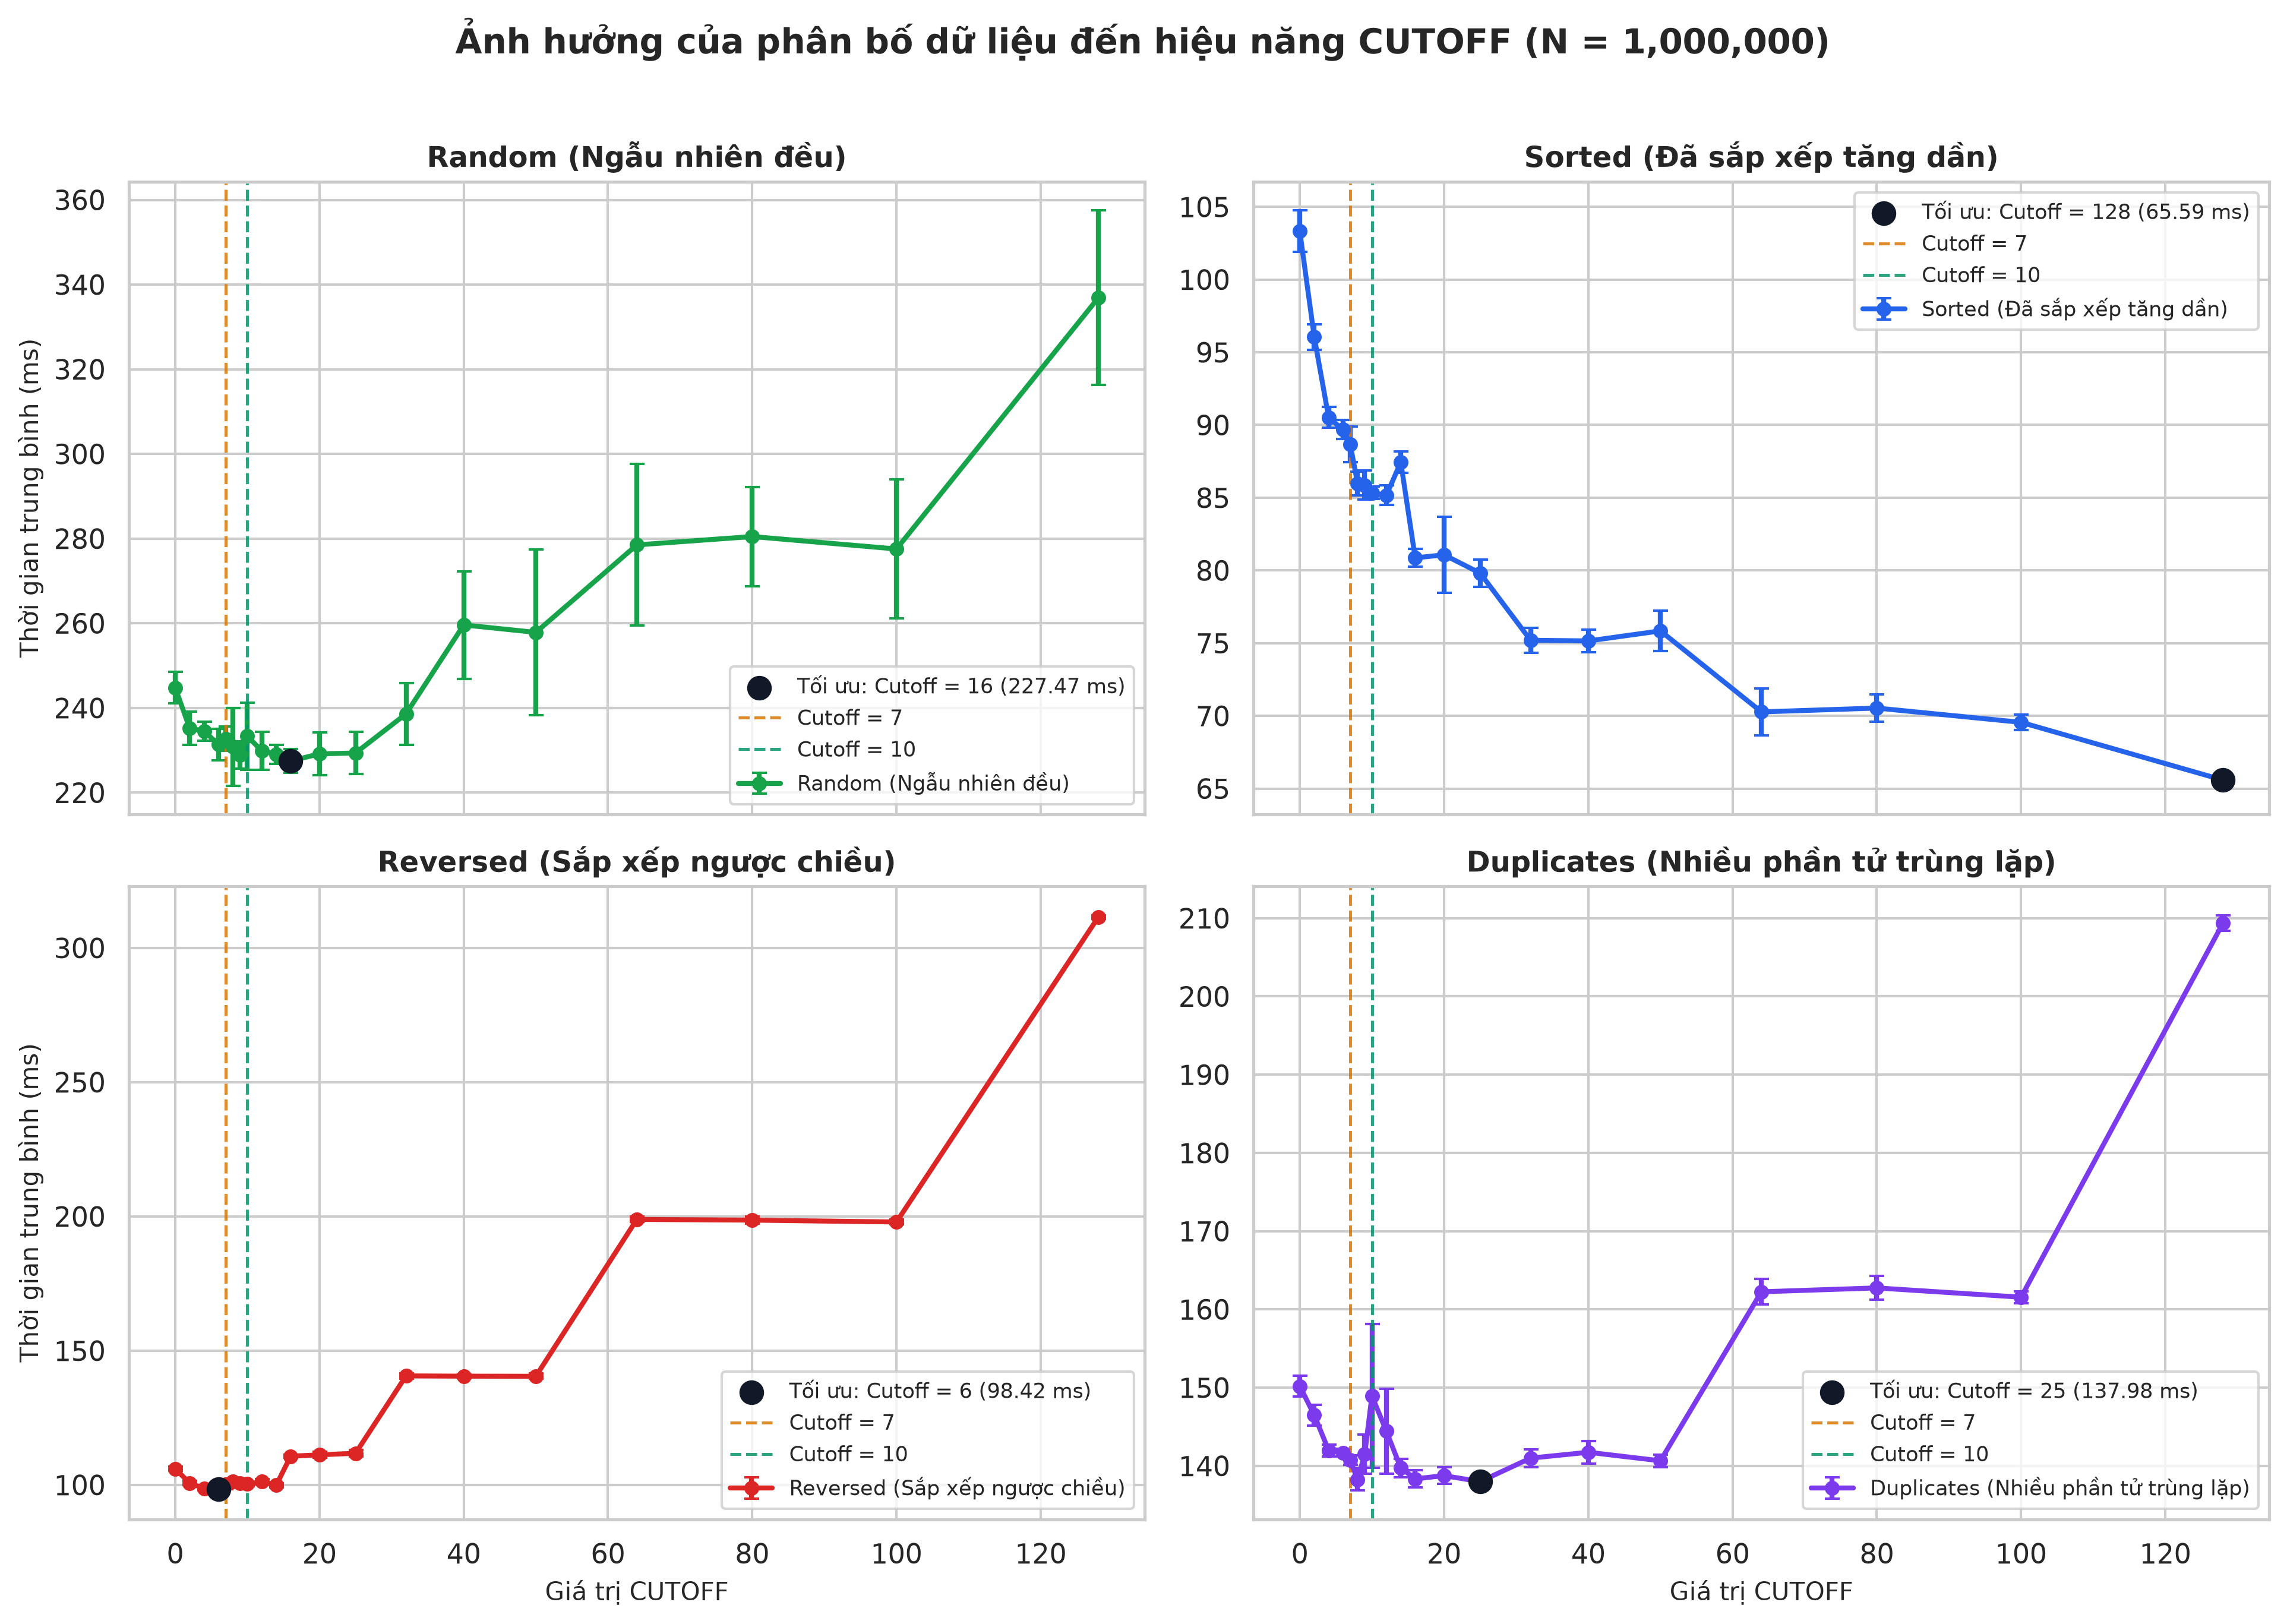 Ảnh hưởng của phân bố dữ liệu đến hiệu năng CUTOFF (N = 1,000,000)
Random (Ngẫu nhiên đều)
Thời gian trung bình (ms)
360
340
320
300
280
260
240
220
Tối ưu: Cutoff = 16 (227.47 ms)
Cutoff = 7
Cutoff = 10
Random (Ngẫu nhiên đều)
Sorted (Đã sắp xếp tăng dần)
105
100
95
90
85
80
75
70
65
Tối ưu: Cutoff = 128 (65.59 ms)
Cutoff = 7
Cutoff = 10
Sorted (Đã sắp xếp tăng dần)
Reversed (Sắp xếp ngược chiều)
Thời gian trung bình (ms)
300
250
200
150
100
Tối ưu: Cutoff = 6 (98.42 ms)
Cutoff = 7
Cutoff = 10
Reversed (Sắp xếp ngược chiều)
0 20 40 60 80 100 120
Giá trị CUTOFF
Duplicates (Nhiều phần tử trùng lặp)
210
200
190
180
170
160
150
140
Tối ưu: Cutoff = 25 (137.98 ms)
Cutoff = 7
Cutoff = 10
Duplicates (Nhiều phần tử trùng lặp)
0 20 40 60 80 100 120
Giá trị CUTOFF